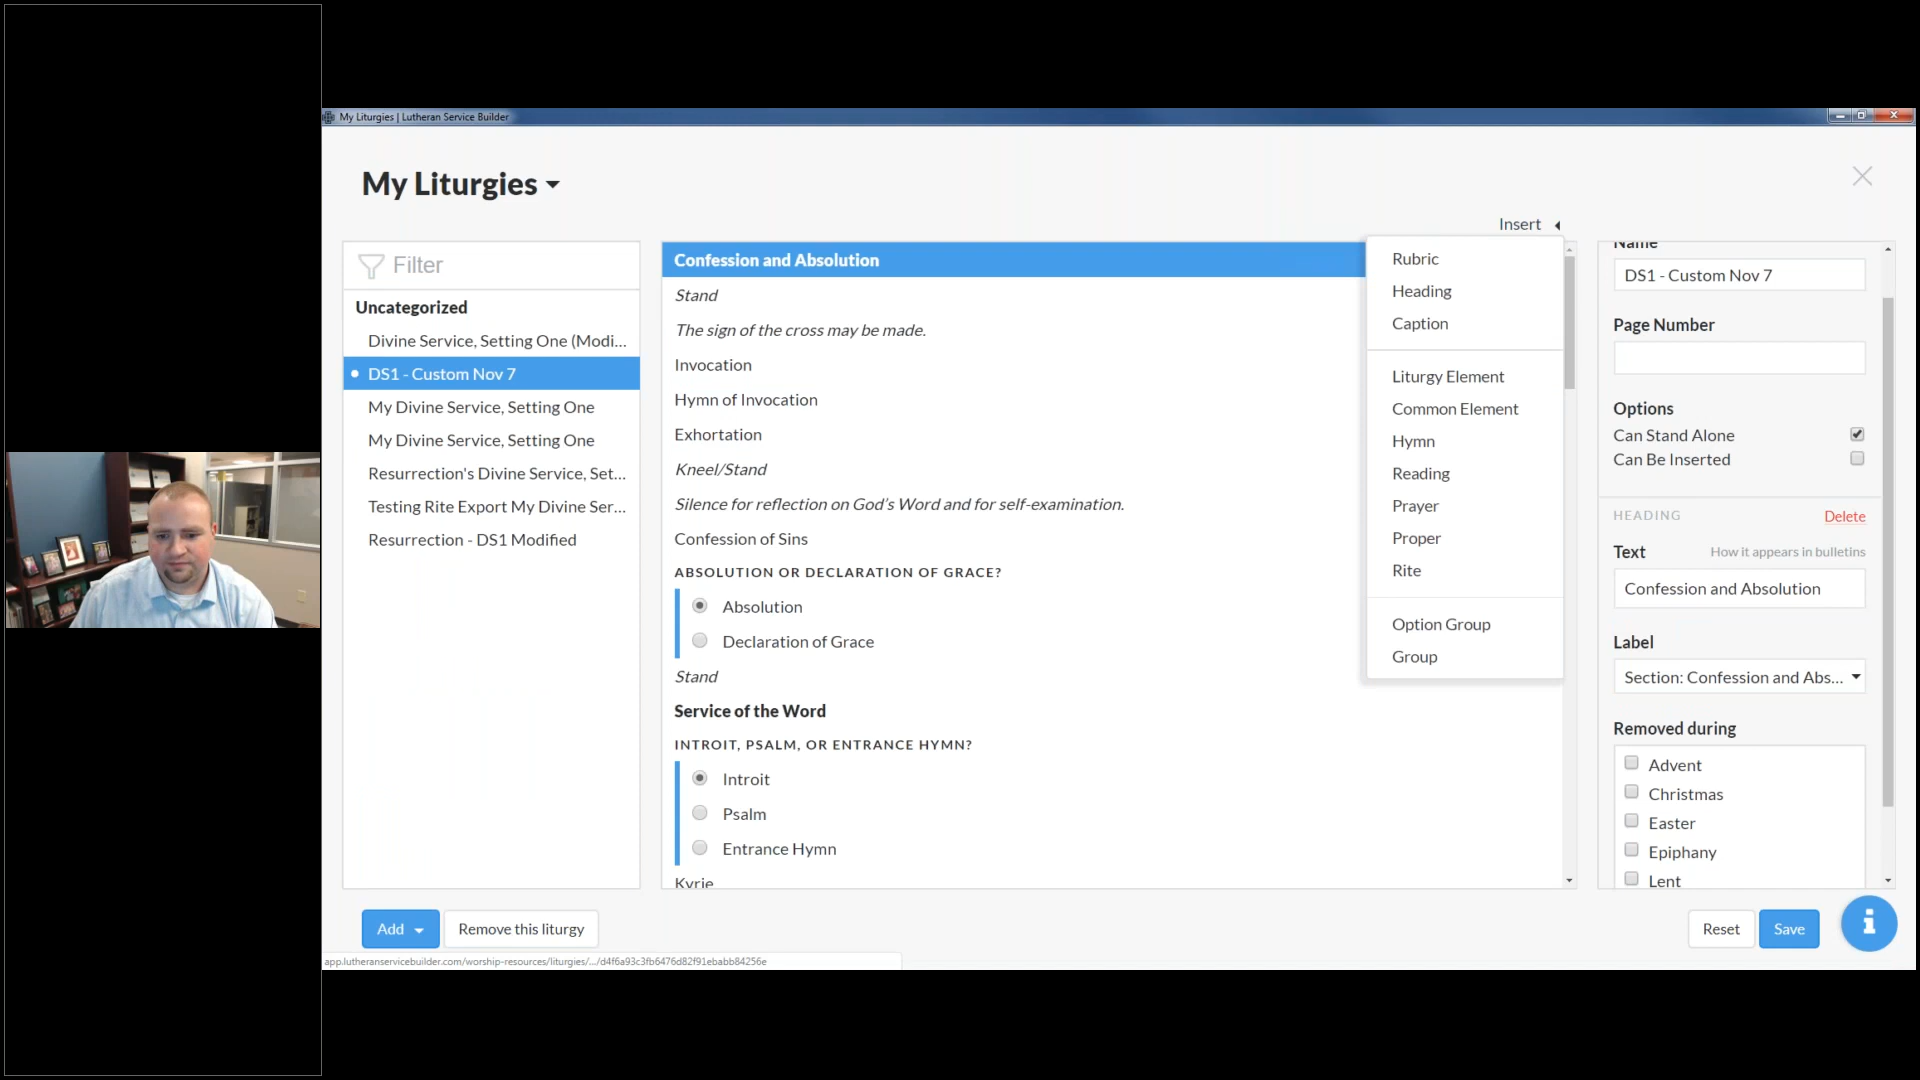 My Liturgies | Lutheran Service Builder
My Liturgies
Insert
Filter
Uncategorized
Divine Service, Setting One (Modi...
DS1 - Custom Nov 7
My Divine Service, Setting One
My Divine Service, Setting One
Resurrection's Divine Service, Set...
Testing Rite Export My Divine Ser...
Resurrection - DS1 Modified
Confession and Absolution
Stand
The sign of the cross may be made.
Invocation
Hymn of Invocation
Exhortation
Kneel/Stand
Silence for reflection on God's Word and for self-examination.
Confession of Sins
ABSOLUTION OR DECLARATION OF GRACE?
Absolution
Declaration of Grace
Stand
Service of the Word
INTROIT, PSALM, OR ENTRANCE HYMN?
Introit
Psalm
Entrance Hymn
Kyrie
Rubric
Heading
Caption
Liturgy Element
Common Element
Hymn
Reading
Prayer
Proper
Rite
Option Group
Group
Name
DS1 - Custom Nov 7
Page Number
Options
Can Stand Alone
Can Be Inserted
HEADING Delete
Text How it appears in bulletins
Confession and Absolution
Label
Section: Confession and Abs...
Removed during
Advent
Christmas
Easter
Epiphany
Lent
Add
Remove this liturgy
Reset
Save
app.lutheranservicebuilder.com/worship-resources/liturgies/.../d4f6a93c3fb6476d82f91ebabb84256e